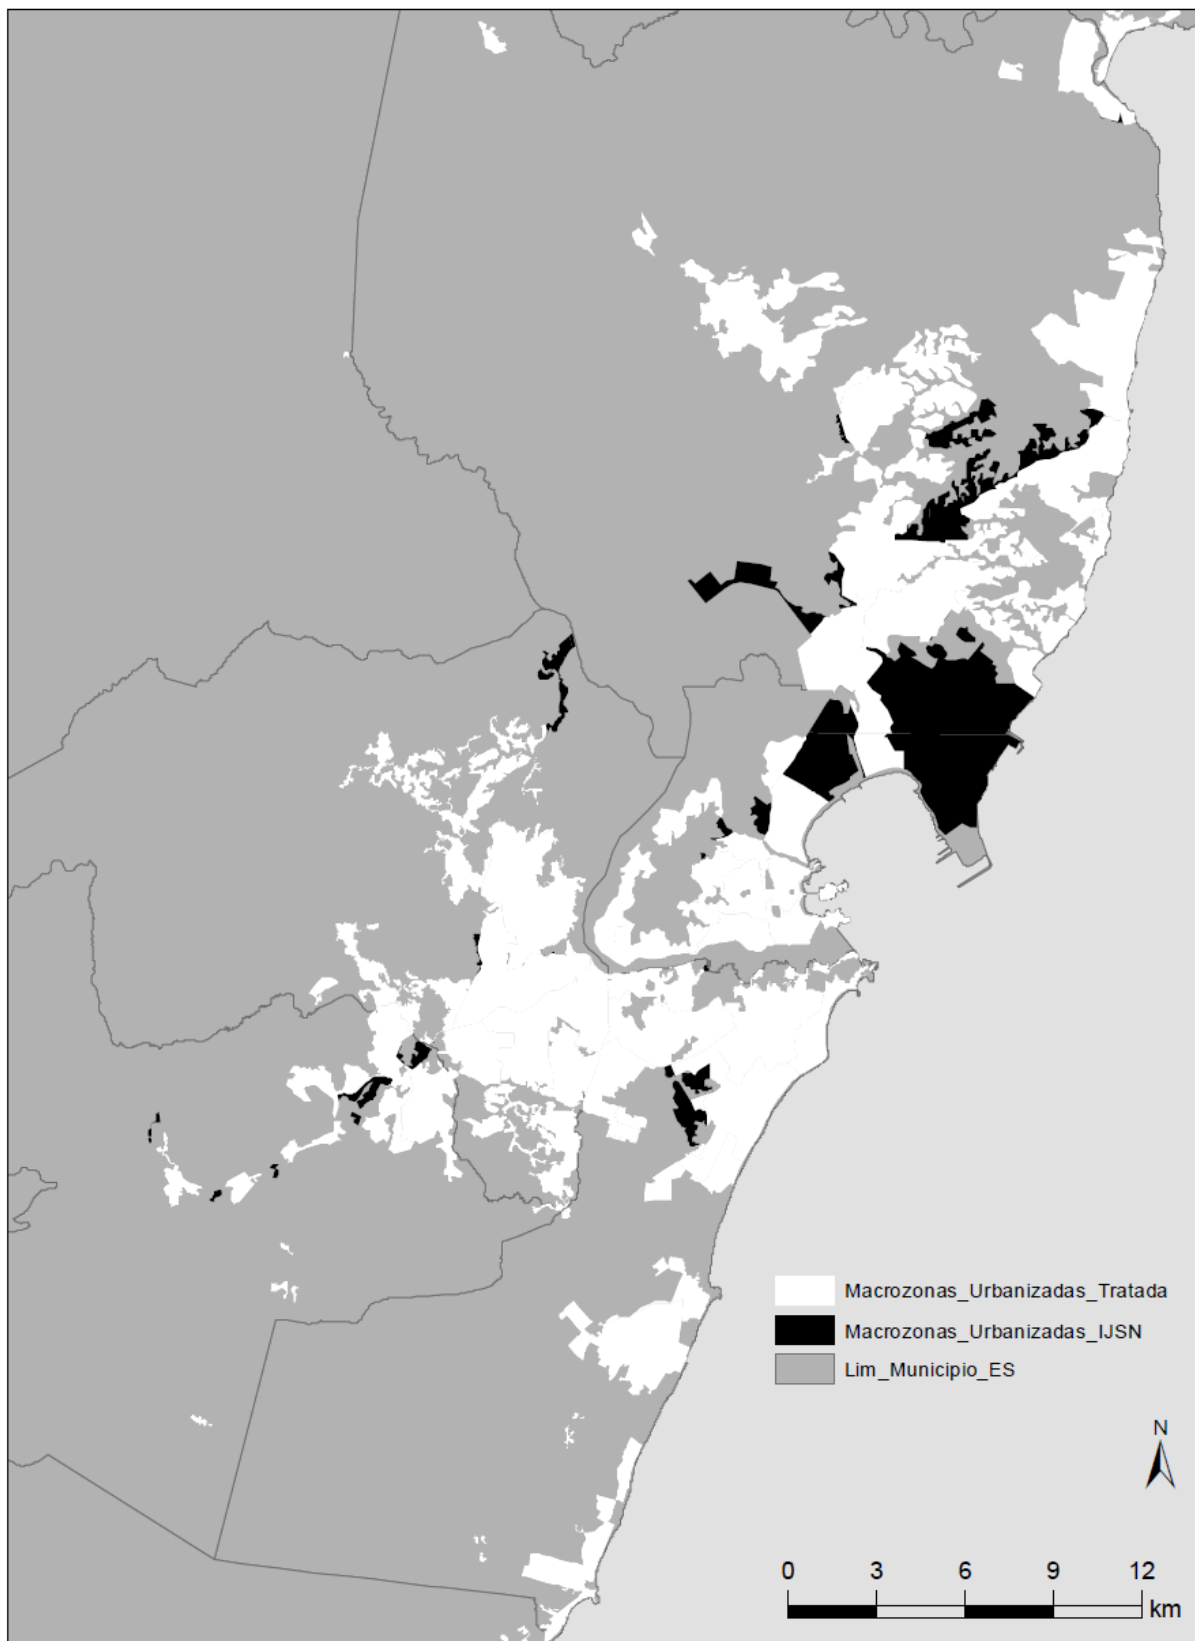 Macrozonas_Urbanizadas_Tratada
Macrozonas_Urbanizadas_IJSN
Lim_Municipio_ES
N
0 3 6 9 12
km